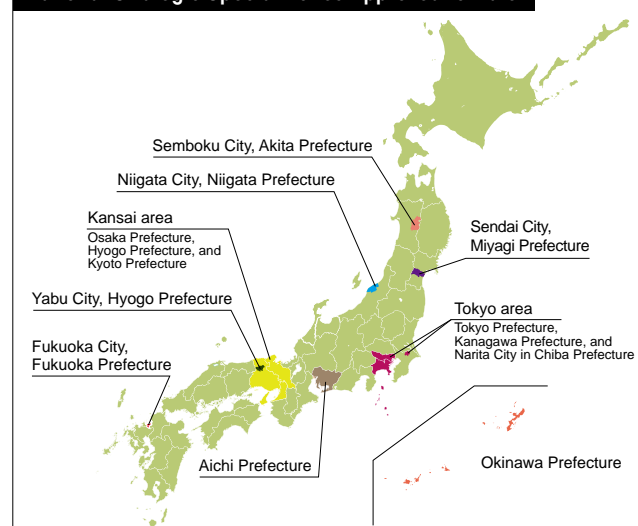 Semboku City, Akita Prefecture
Niigata City, Niigata Prefecture
Kansai area
Osaka Prefecture,
Hyogo Prefecture, and
Kyoto Prefecture
Sendai City,
Miyagi Prefecture
Yabu City, Hyogo Prefecture
Tokyo area
Tokyo Prefecture,
Kanagawa Prefecture, and
Narita City in Chiba Prefecture
Fukuoka City,
Fukuoka Prefecture
Aichi Prefecture
Okinawa Prefecture